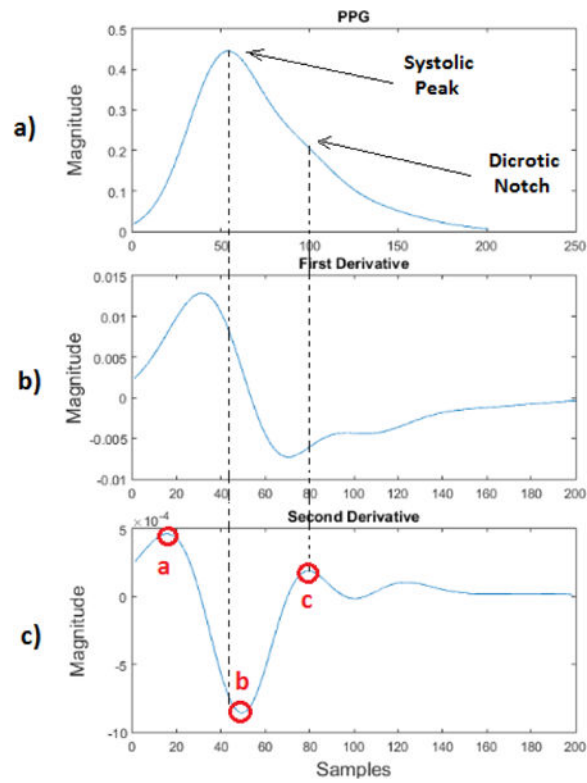 PPG
a)
Magnitude
0.5
0.4
0.3
0.2
0.1
0
Systolic
Peak
Dicrotic
Notch
0 50 100 150 200 250
First Derivative
b)
Magnitude
0.015
0.01
0.005
0
-0.005
-0.01
0 20 40 60 80 100 120 140 160 180 200
Second Derivative
c)
Magnitude
×10⁻⁴
5
0
-5
-10
a
b
c
0 20 40 60 80 100 120 140 160 180 200
Samples